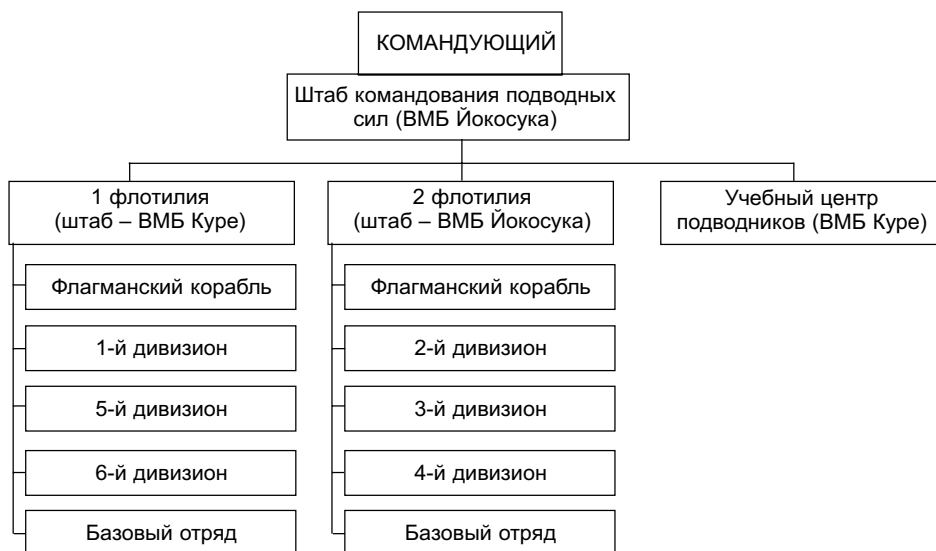 КОМАНДУЮЩИЙ
Штаб командования подводных
сил (ВМБ Йокосука)
1 флотилия
(штаб – ВМБ Куре)
Флагманский корабль
1-й дивизион
5-й дивизион
6-й дивизион
Базовый отряд
2 флотилия
(штаб – ВМБ Йокосука)
Флагманский корабль
2-й дивизион
3-й дивизион
4-й дивизион
Базовый отряд
Учебный центр
подводников (ВМБ Куре)